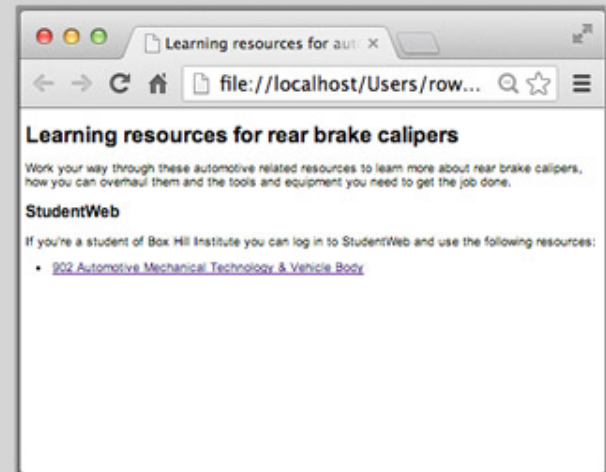 Learning resources for aut
file://localhost/Users/row...
Learning resources for rear brake calipers
Work your way through these automotive related resources to learn more about rear brake calipers,
how you can overhaul them and the tools and equipment you need to get the job done.
StudentWeb
If you're a student of Box Hill Institute you can log in to StudentWeb and use the following resources:
• 902 Automotive Mechanical Technology & Vehicle Body